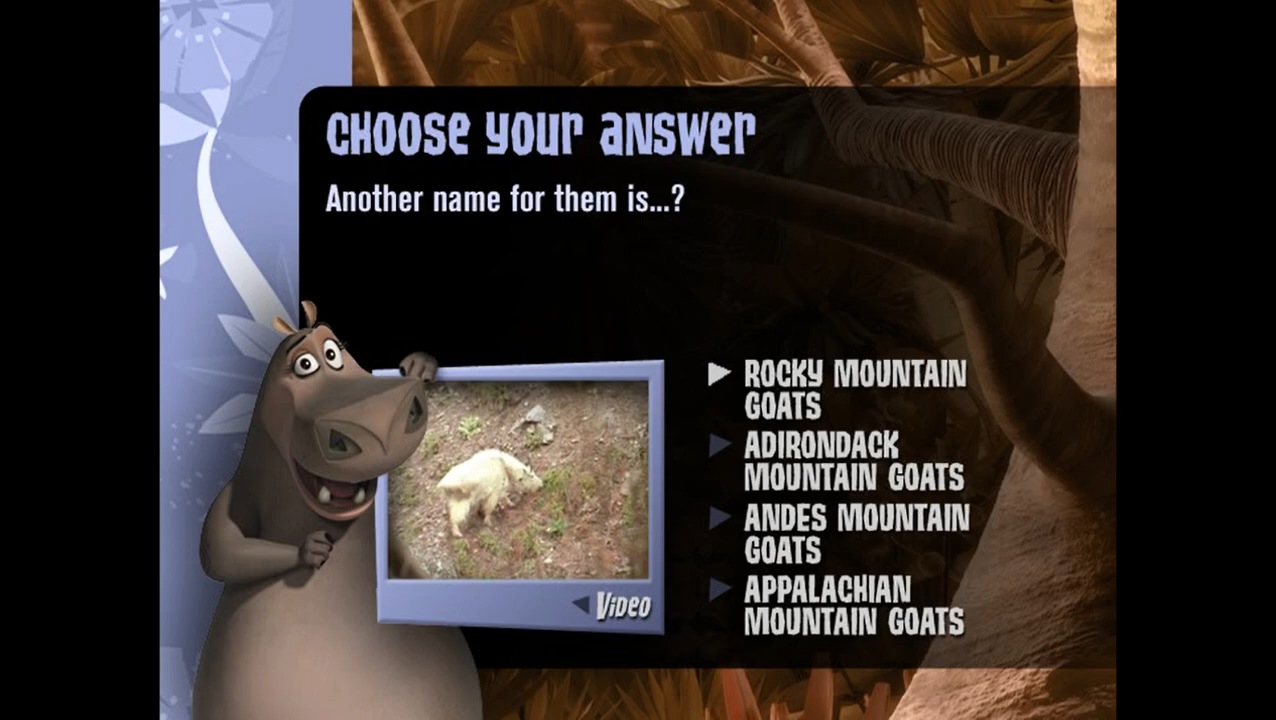 CHOOSE YOUR ANSWER
Another name for them is...?
ROCKY MOUNTAIN
GOATS
ADIRONDACK
MOUNTAIN GOATS
ANDES MOUNTAIN
GOATS
APPALACHIAN
MOUNTAIN GOATS
VIDEO